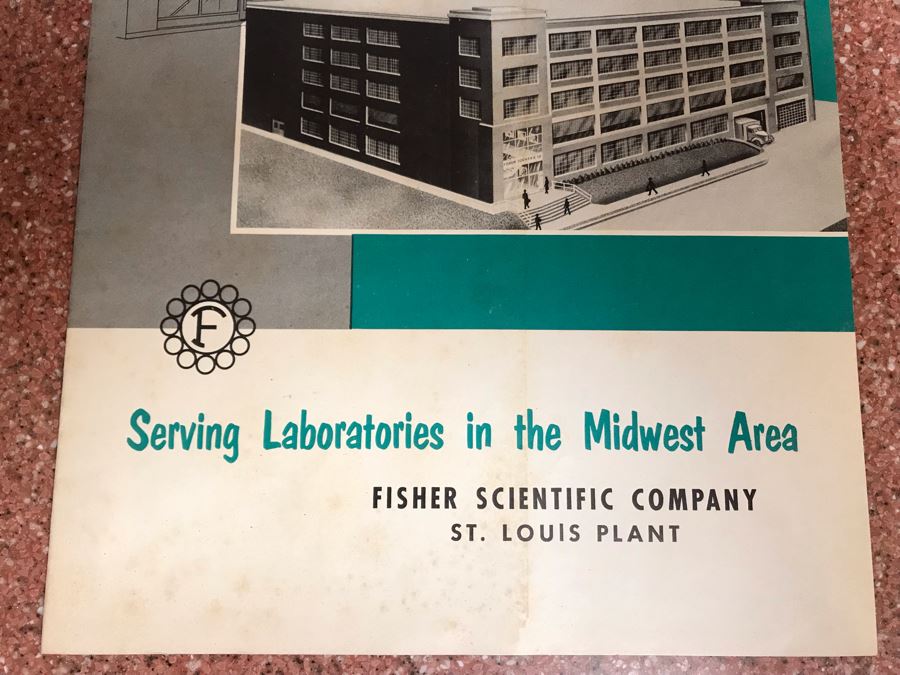 F
Serving Laboratories in the Midwest Area
FISHER SCIENTIFIC COMPANY
ST. LOUIS PLANT